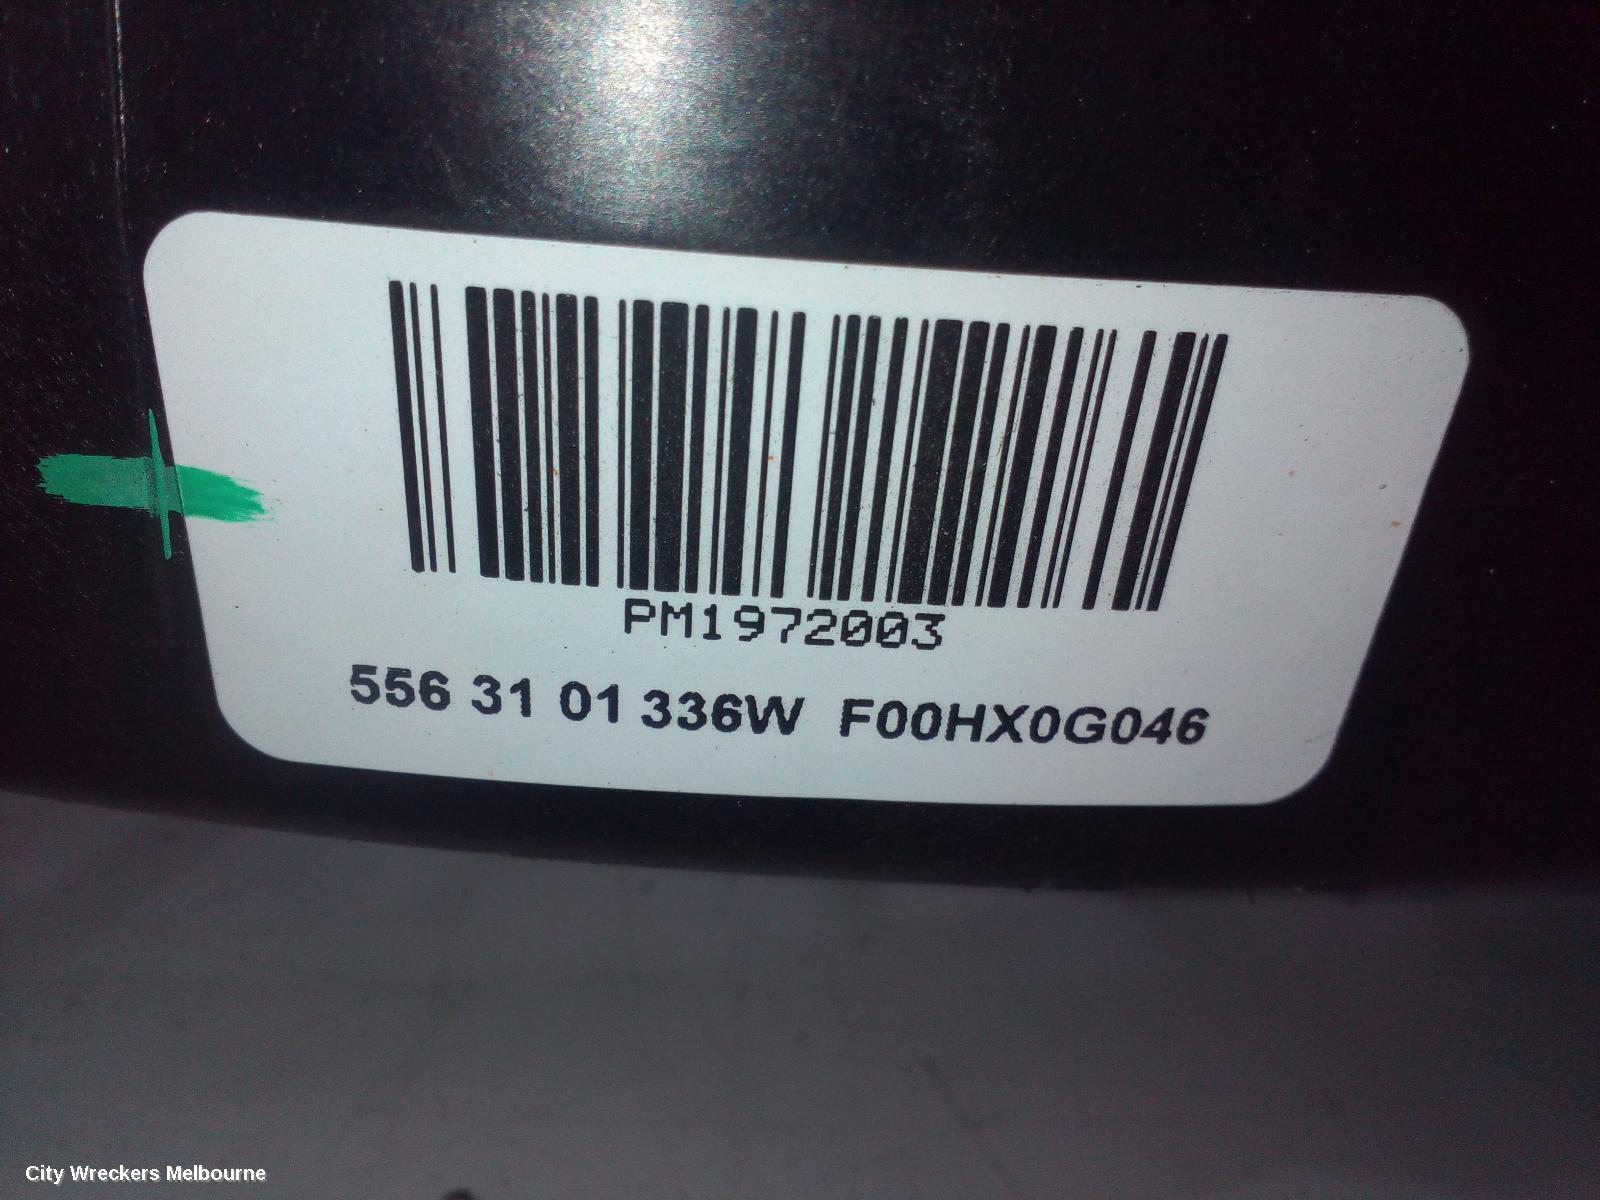 PM1972003
556 31 01 336W F00HX0G046
City Wreckers Melbourne